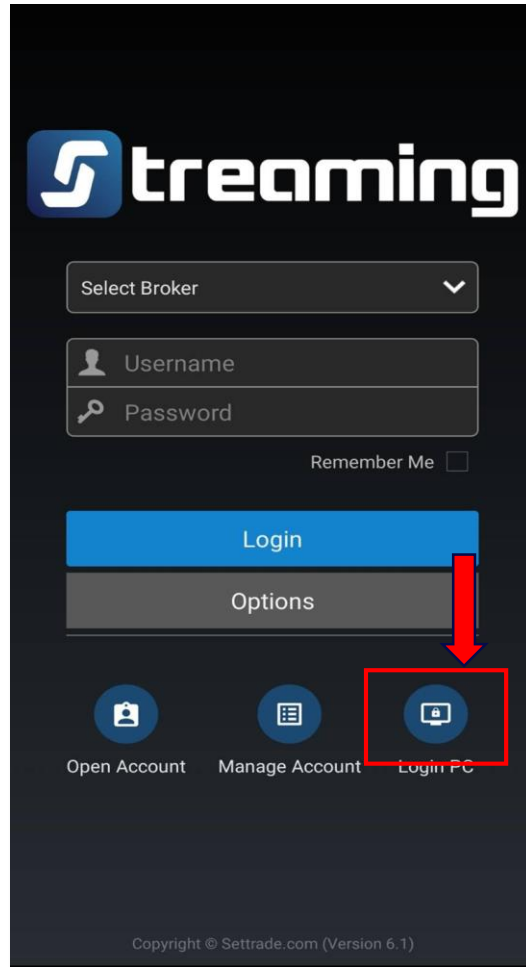 Streaming
Select Broker
Username
Password
Remember Me
Login
Options
Open Account Manage Account Login PC
Copyright © Settrade.com (Version 6.1)